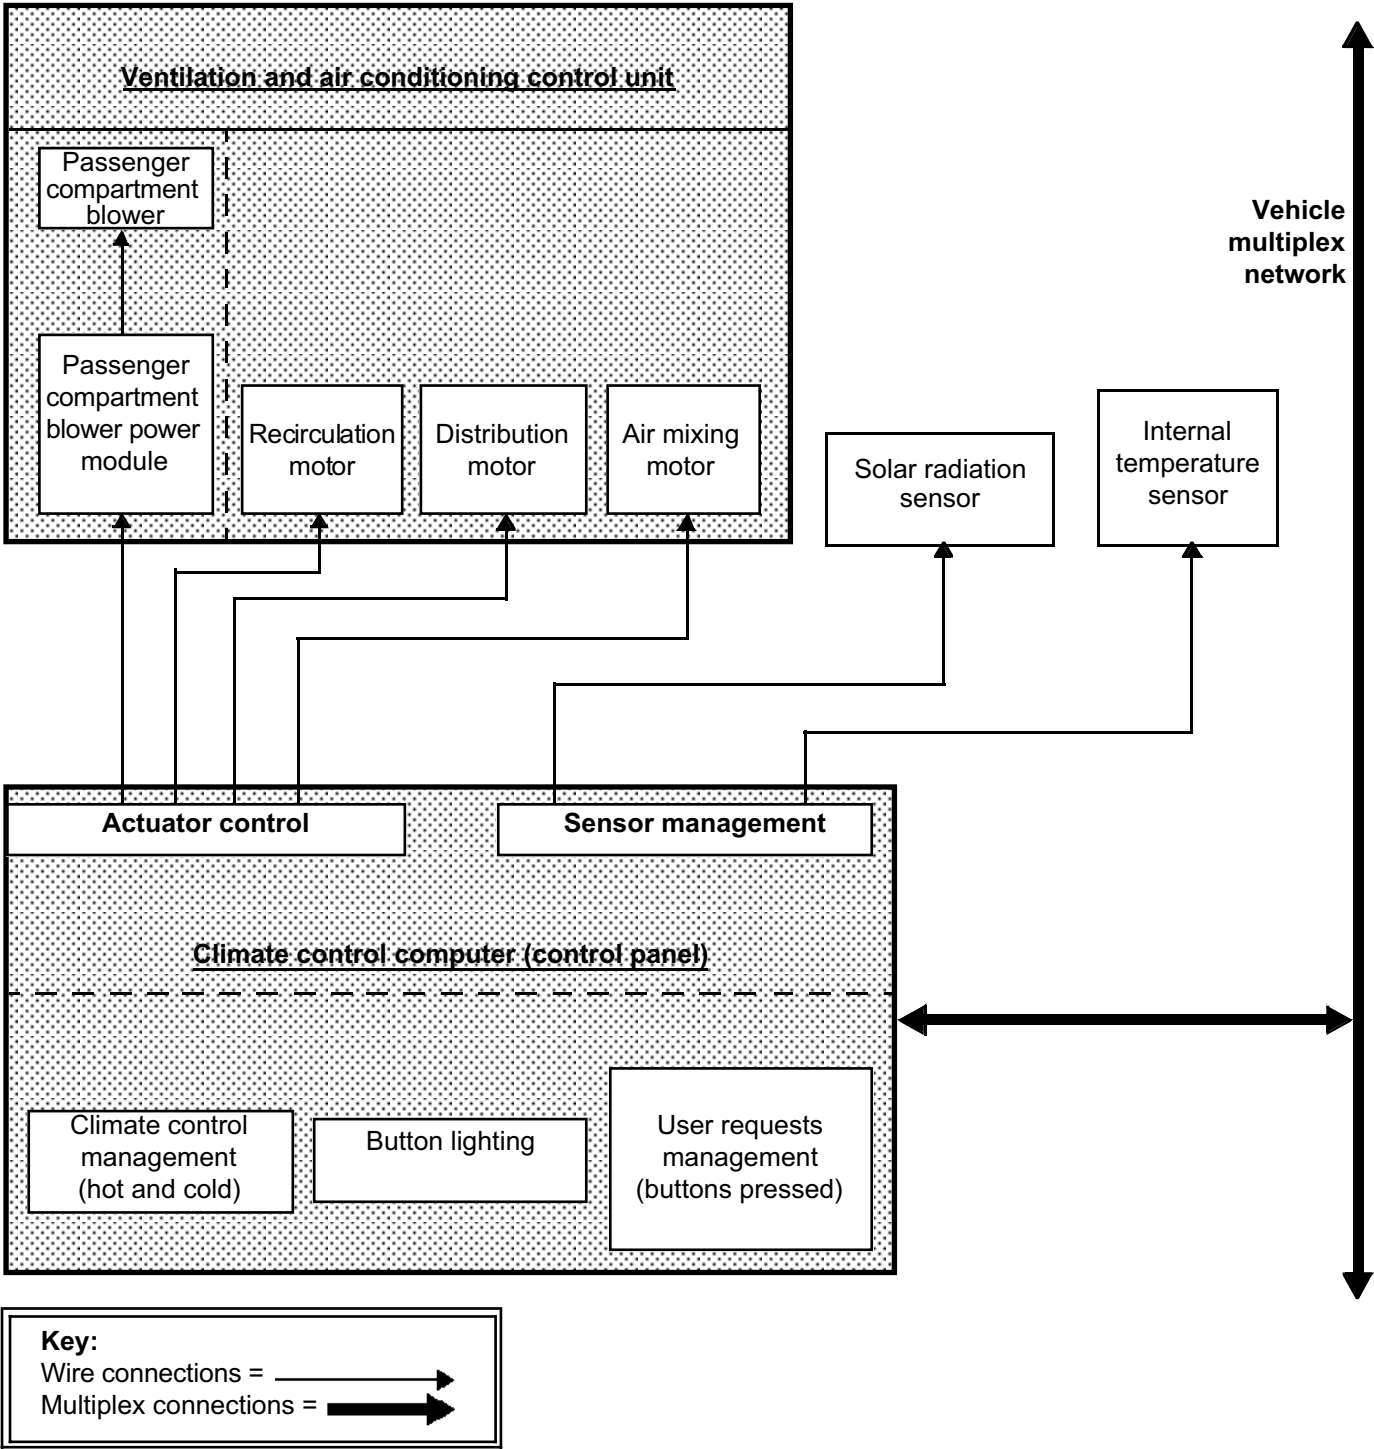 Ventilation and air conditioning control unit
Passenger
compartment
blower
Vehicle
multiplex
network
Passenger
compartment
blower power
module
Recirculation
motor
Distribution
motor
Air mixing
motor
Solar radiation
sensor
Internal
temperature
sensor
Actuator control
Sensor management
Climate control computer (control panel)
Climate control
management
(hot and cold)
Button lighting
User requests
management
(buttons pressed)
Key:
Wire connections =
Multiplex connections =